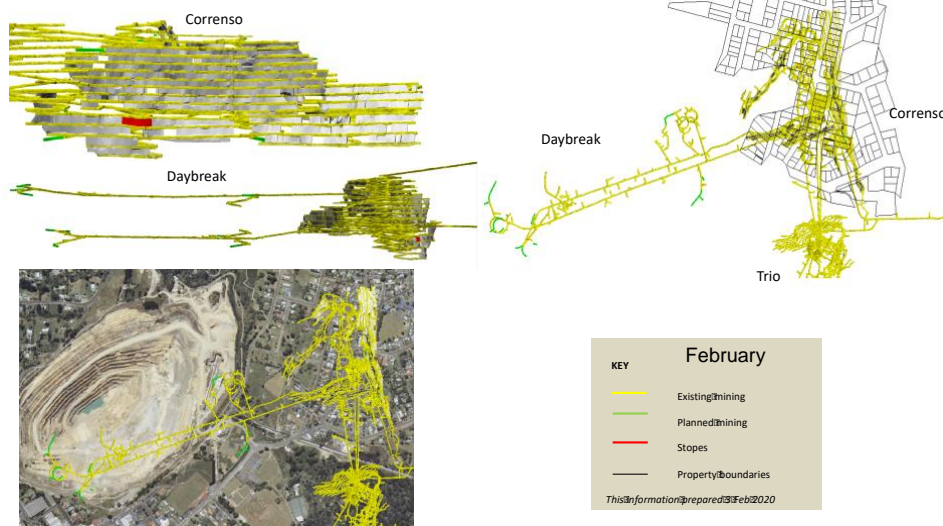 Correnso
Daybreak
Daybreak
Correnso
Trio
February
KEY
Existing mining
Planned mining
Stopes
Property boundaries
This information prepared 3 Feb 2020